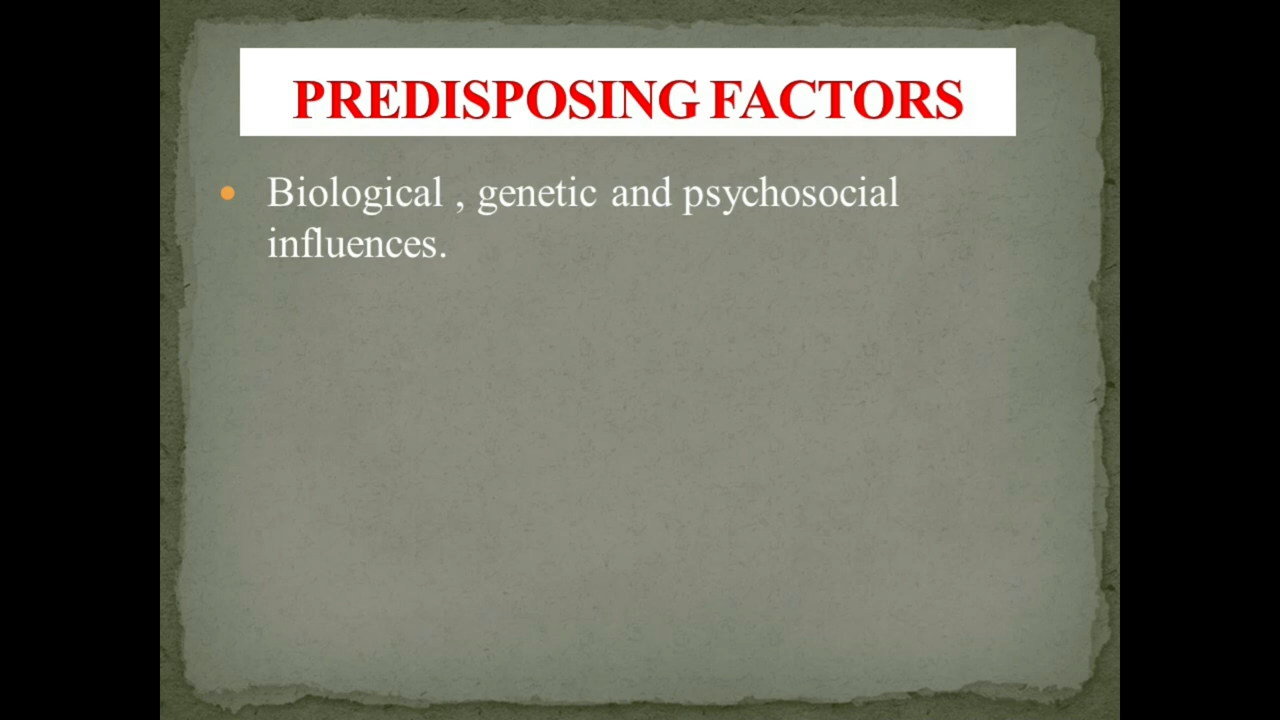 PREDISPOSING FACTORS
Biological , genetic and psychosocial
influences.